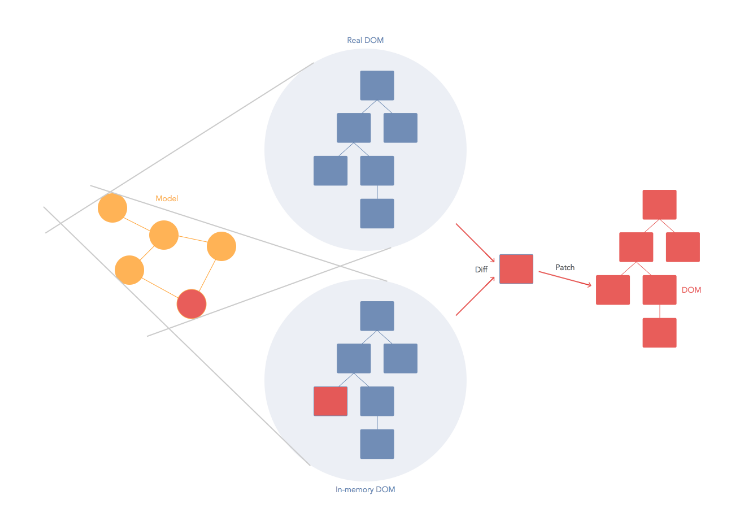 Real DOM
Model
Diff
Patch
DOM
In-memory DOM